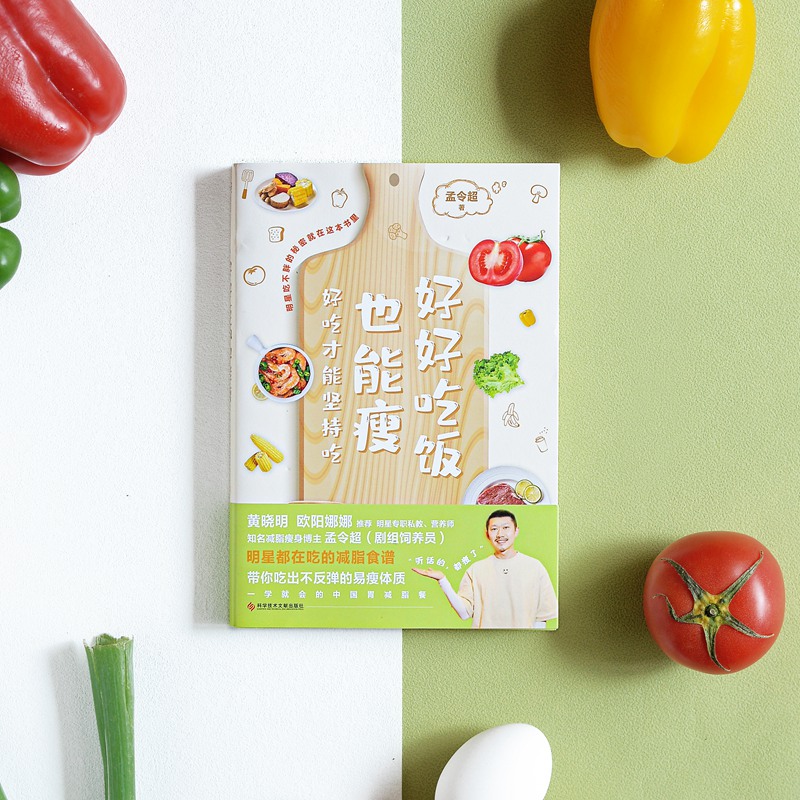 孟令超
著
明星吃不胖的秘密就在这本书里
好好吃饭
也能瘦
好吃才能坚持吃
黄晓明 欧阳娜娜 推荐 明星专职私教、营养师
知名减脂瘦身博主 孟令超（剧组饲养员）
明星都在吃的减脂食谱
带你吃出不反弹的易瘦体质
一学就会的中国胃减脂餐
“听话的，都瘦了”
科学技术文献出版社